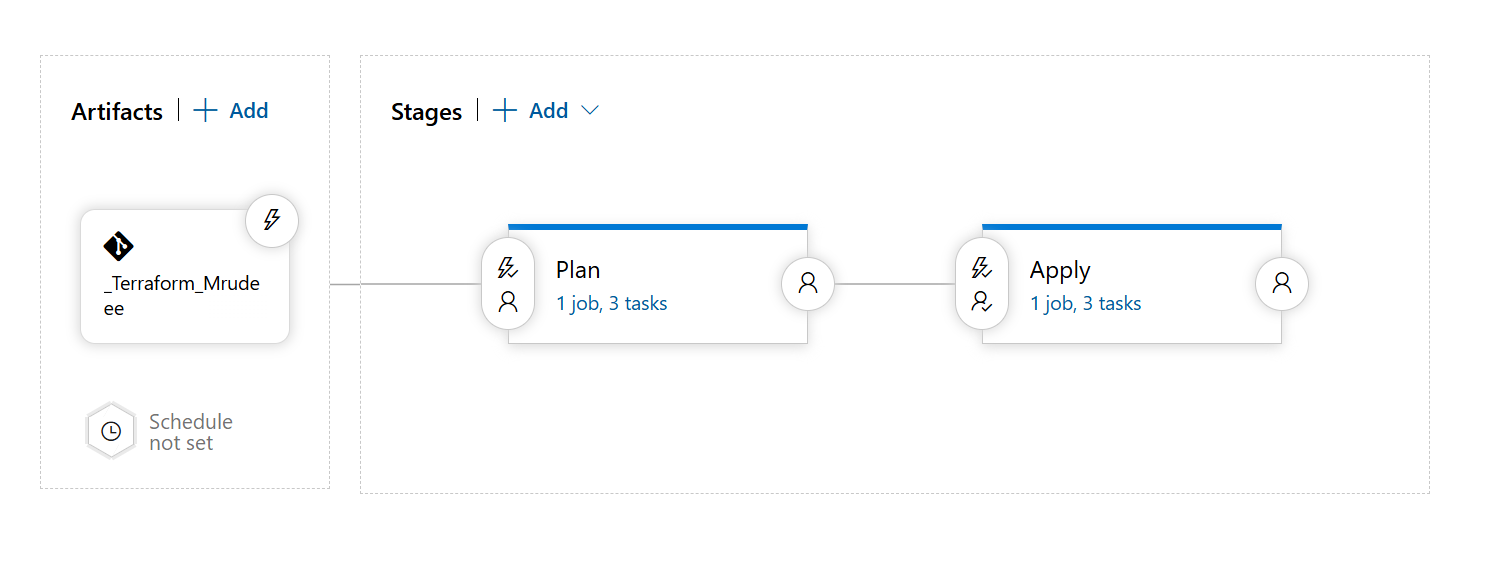 Artifacts | + Add
_Terraform_Mrude
ee
Schedule
not set
Stages | + Add
Plan
1 job, 3 tasks
Apply
1 job, 3 tasks